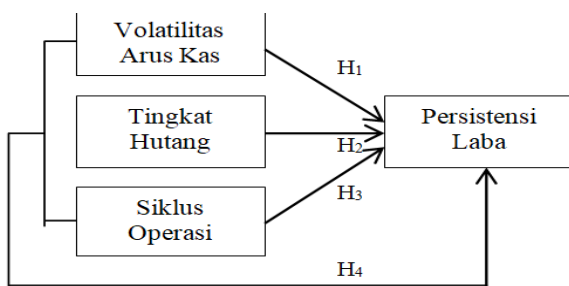 Volatilitas
Arus Kas
H1
Tingkat
Hutang
H2
Persistensi
Laba
Siklus
Operasi
H3
H4